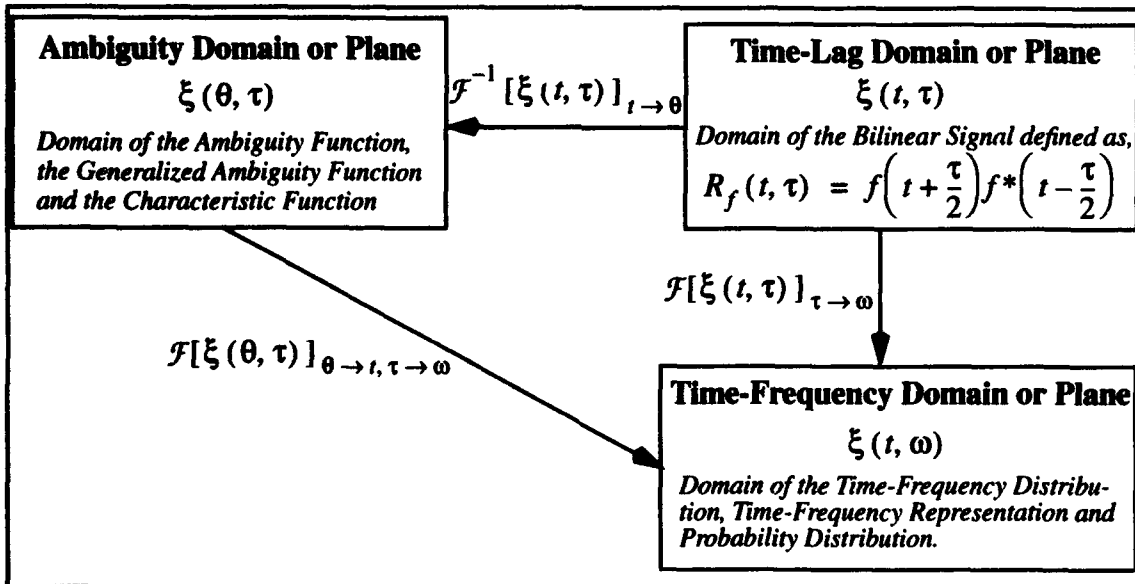 Ambiguity Domain or Plane
ξ (θ, τ)
Domain of the Ambiguity Function,
the Generalized Ambiguity Function
and the Characteristic Function
ℱ⁻¹ [ξ (t, τ) ] t → θ
Time-Lag Domain or Plane
ξ (t, τ)
Domain of the Bilinear Signal defined as,
R_f (t, τ) = f( t + τ/2 ) f*( t − τ/2 )
ℱ[ξ (t, τ) ] τ → ω
ℱ[ξ (θ, τ) ] θ → t, τ → ω
Time-Frequency Domain or Plane
ξ (t, ω)
Domain of the Time-Frequency Distribu-
tion, Time-Frequency Representation and
Probability Distribution.